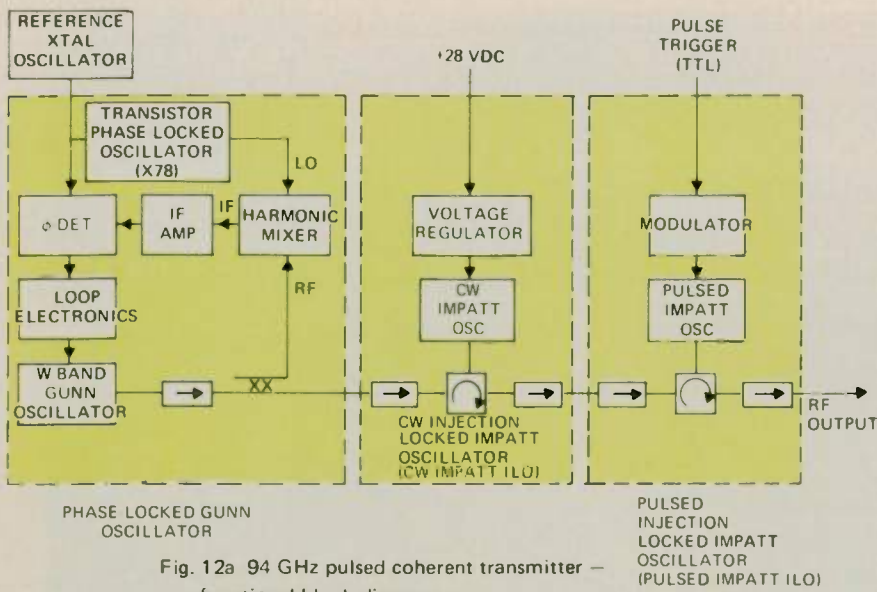 REFERENCE
XTAL
OSCILLATOR
+28 VDC
PULSE
TRIGGER
(TTL)
TRANSISTOR
PHASE LOCKED
OSCILLATOR
(X78)
LO
φ DET
IF
AMP
IF
HARMONIC
MIXER
RF
LOOP
ELECTRONICS
W BAND
GUNN
OSCILLATOR
XX
VOLTAGE
REGULATOR
CW
IMPATT
OSC
CW INJECTION
LOCKED IMPATT
OSCILLATOR
(CW IMPATT ILO)
MODULATOR
PULSED
IMPATT
OSC
RF
OUTPUT
PHASE LOCKED GUNN
OSCILLATOR
PULSED
INJECTION
LOCKED IMPATT
OSCILLATOR
(PULSED IMPATT ILO)
Fig. 12a 94 GHz pulsed coherent transmitter —